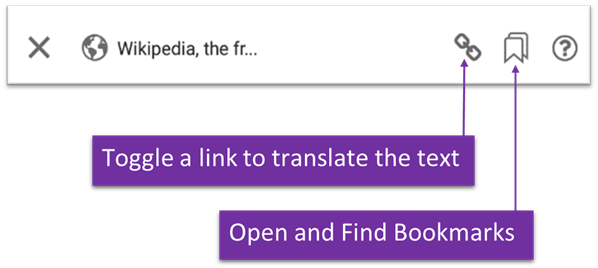 Wikipedia, the fr...
Toggle a link to translate the text
Open and Find Bookmarks